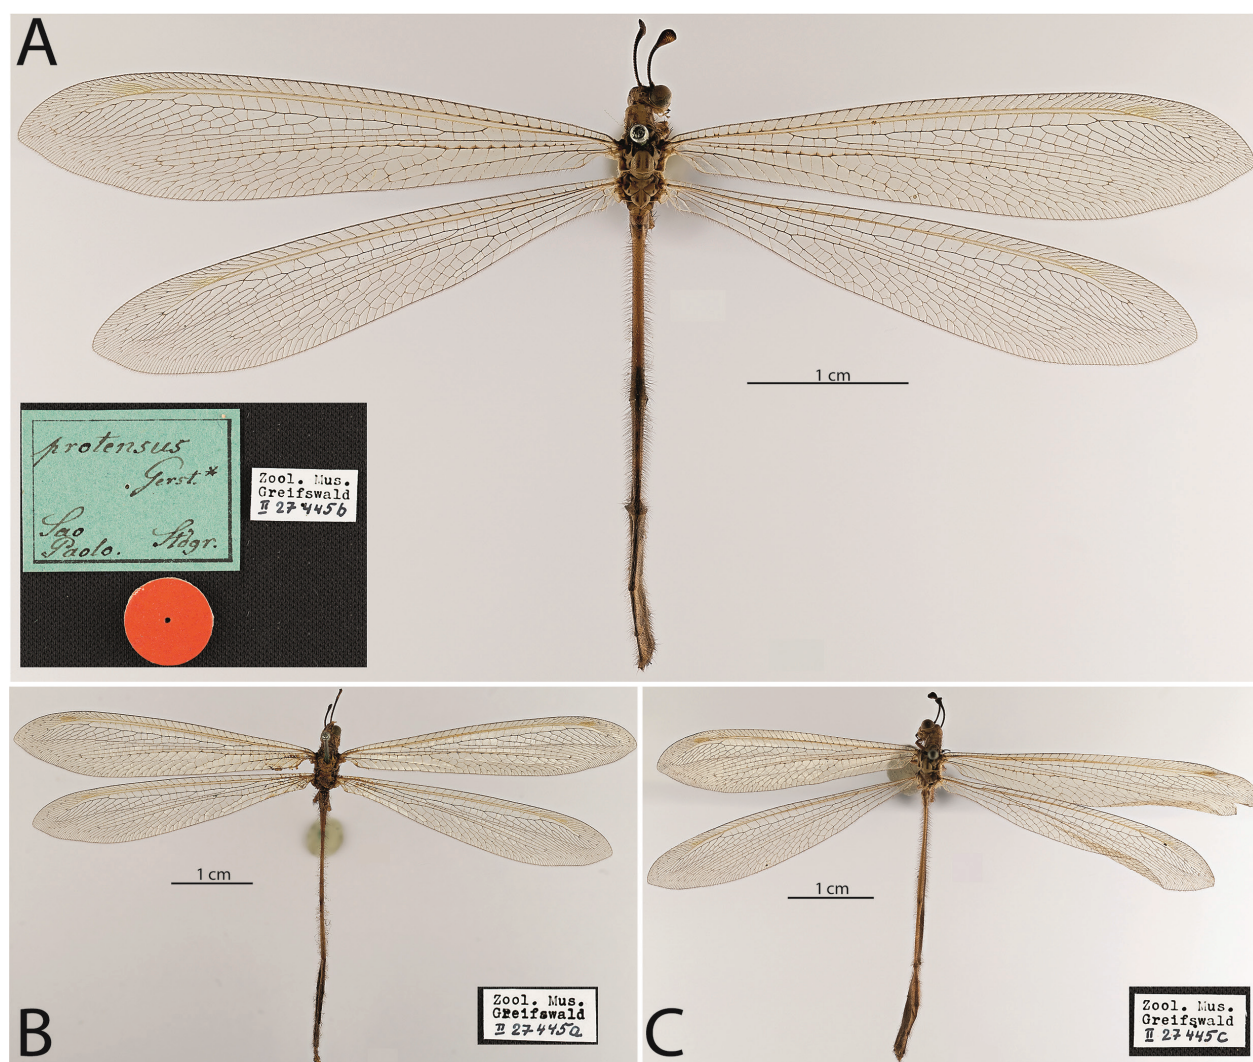 A
1 cm
protensus
Gerst.*
Sao
Paolo. Stdgr.
Zool. Mus.
Greifswald
II 27445b
B
1 cm
Zool. Mus.
Greifswald
II 27445a
C
1 cm
Zool. Mus.
Greifswald
II 27445c